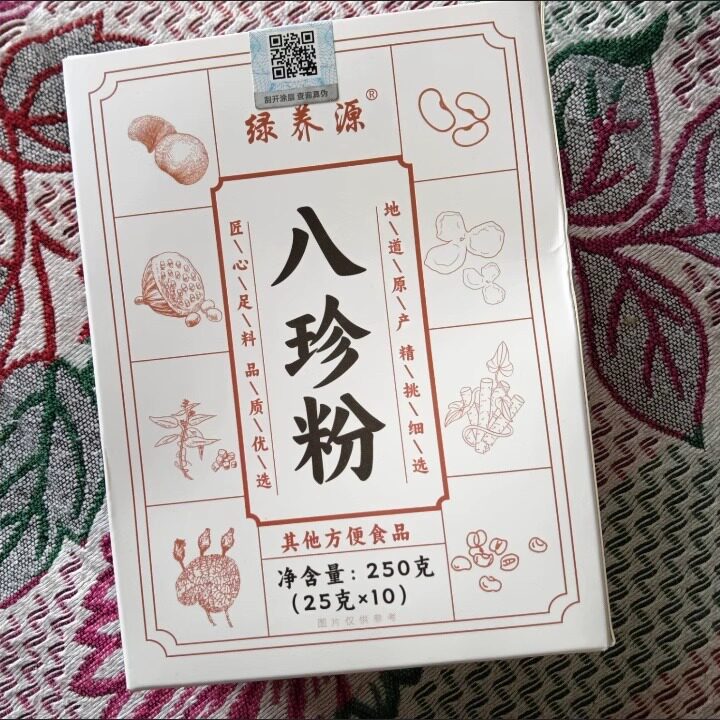 刮开涂层 查询真伪
绿养源®
地\道\原\产 精\挑\细\选
八珍粉
匠\心\足\料 品\质\优\选
其他方便食品
净含量：250克
（25克×10）
图片仅供参考